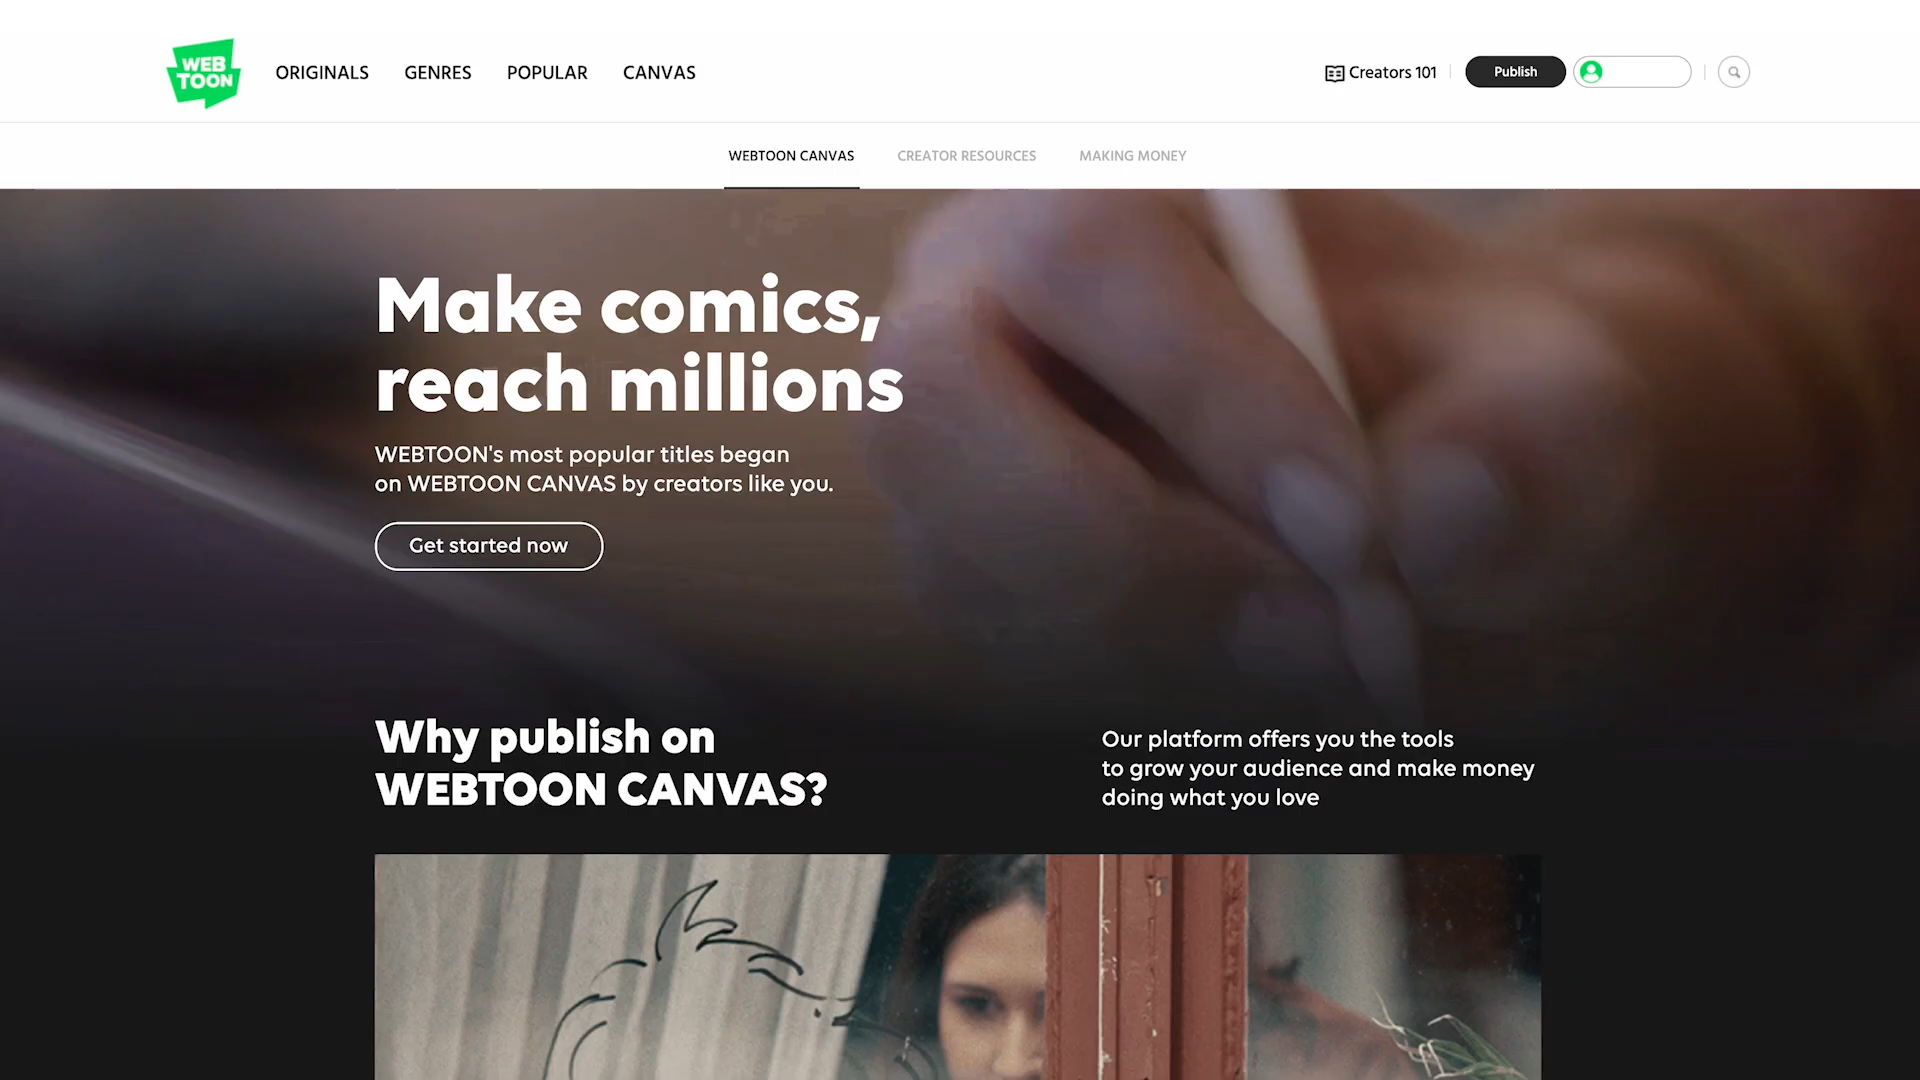 WEB
TOON
ORIGINALS
GENRES
POPULAR
CANVAS
Creators 101
Publish
WEBTOON CANVAS
CREATOR RESOURCES
MAKING MONEY
Make comics,
reach millions
WEBTOON's most popular titles began
on WEBTOON CANVAS by creators like you.
Get started now
Why publish on
WEBTOON CANVAS?
Our platform offers you the tools
to grow your audience and make money
doing what you love